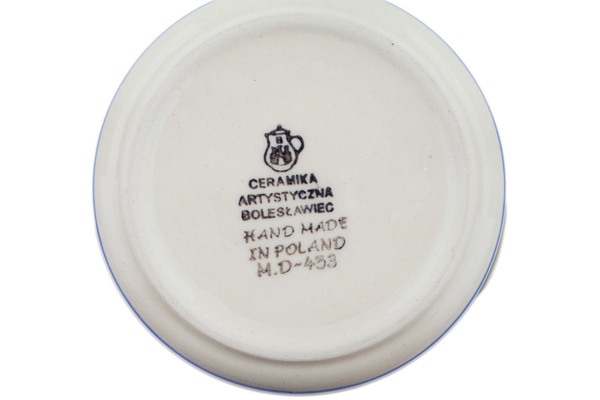 B
CERAMIKA
ARTYSTYCZNA
BOLESŁAWIEC
HAND MADE
IN POLAND
M.D-453